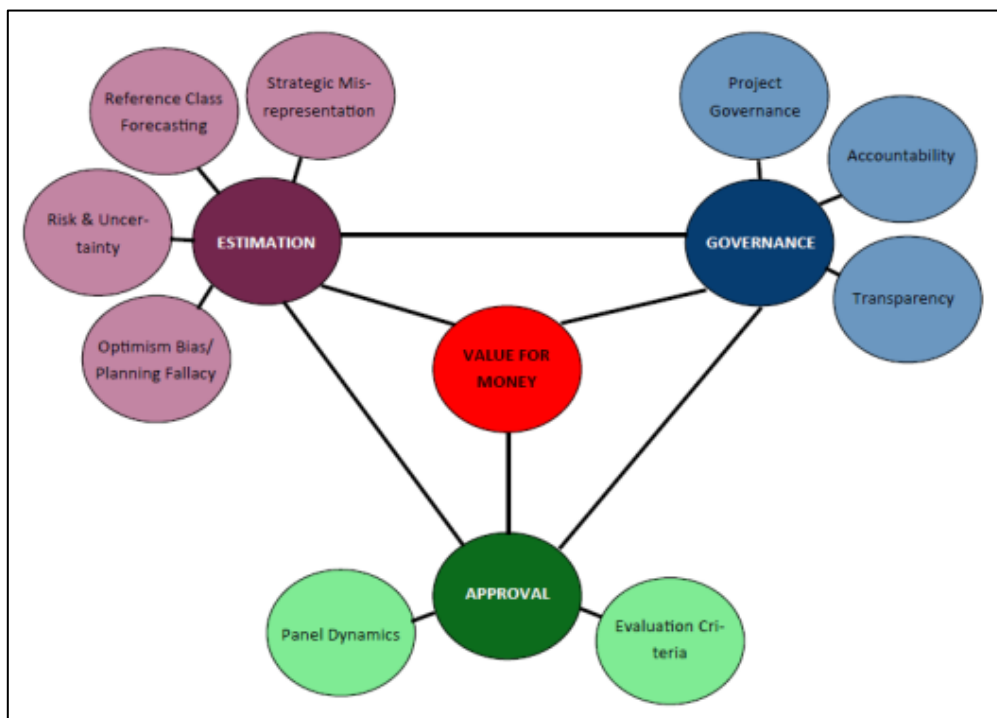 Strategic Mis-
representation
Reference Class
Forecasting
Risk & Uncer-
tainty
Optimism Bias/
Planning Fallacy
ESTIMATION
Project
Governance
Accountability
Transparency
GOVERNANCE
VALUE FOR
MONEY
APPROVAL
Panel Dynamics
Evaluation Cri-
teria